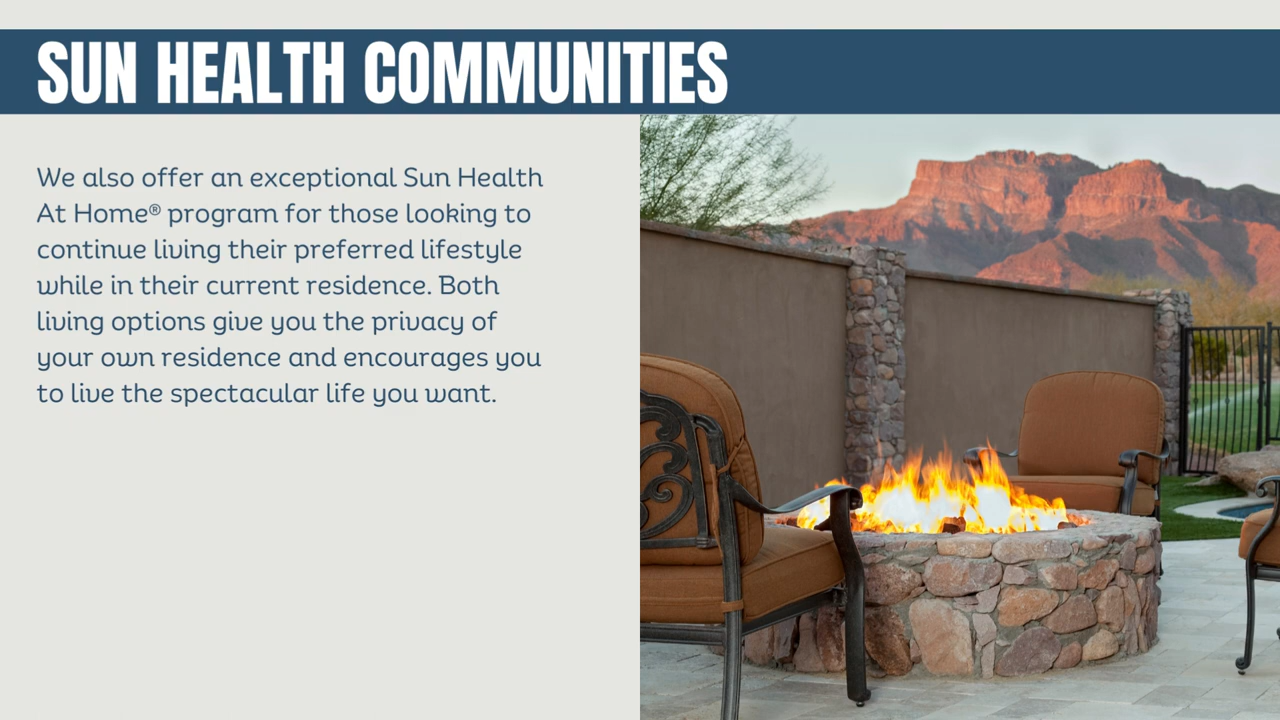 SUN HEALTH COMMUNITIES
We also offer an exceptional Sun Health
At Home® program for those looking to
continue living their preferred lifestyle
while in their current residence. Both
living options give you the privacy of
your own residence and encourages you
to live the spectacular life you want.